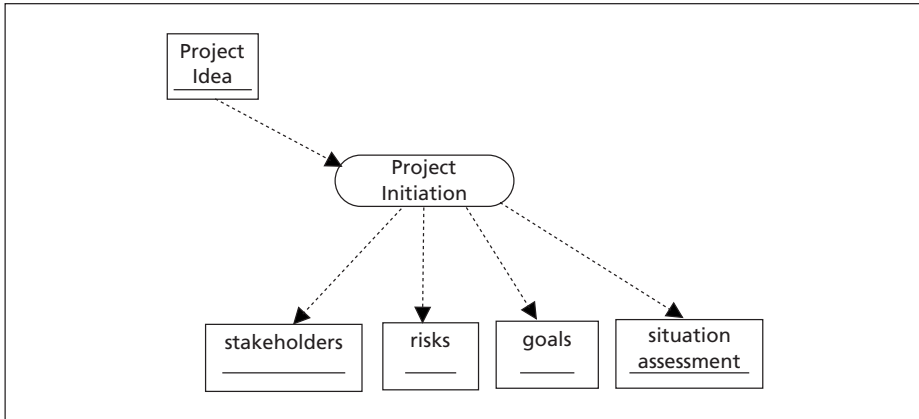 Project
Idea
Project
Initiation
stakeholders
risks
goals
situation
assessment